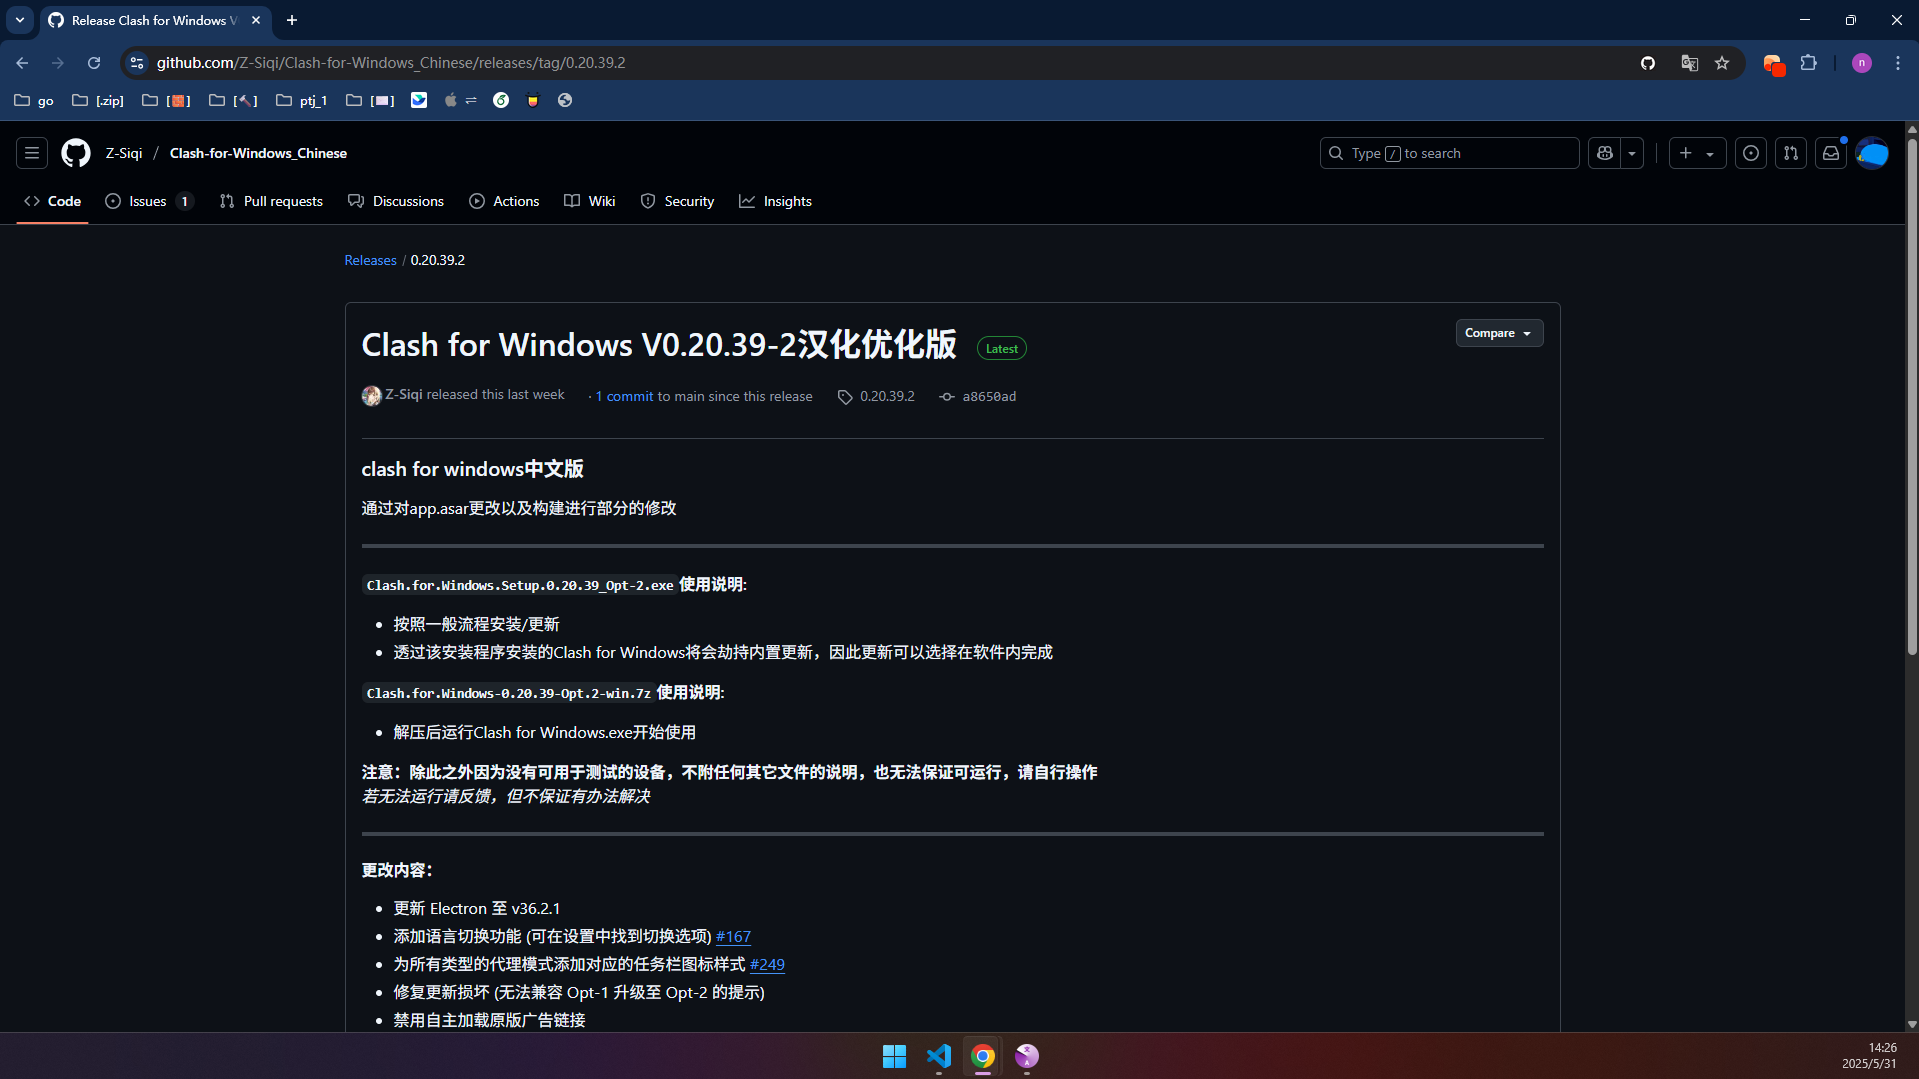 Release Clash for Windows V
github.com/Z-Siqi/Clash-for-Windows_Chinese/releases/tag/0.20.39.2
n
go
[.zip]
[🧱]
[🔨]
ptj_1
Z-Siqi / Clash-for-Windows_Chinese
Type / to search
Code
Issues 1
Pull requests
Discussions
Actions
Wiki
Security
Insights
Releases / 0.20.39.2
Clash for Windows V0.20.39-2汉化优化版 Latest
Compare
Z-Siqi released this last week · 1 commit to main since this release 0.20.39.2 a8650ad
clash for windows中文版
通过对app.asar更改以及构建进行部分的修改
Clash.for.Windows.Setup.0.20.39_Opt-2.exe 使用说明:
• 按照一般流程安装/更新
• 透过该安装程序安装的Clash for Windows将会劫持内置更新，因此更新可以选择在软件内完成
Clash.for.Windows-0.20.39-Opt.2-win.7z 使用说明:
• 解压后运行Clash for Windows.exe开始使用
注意：除此之外因为没有可用于测试的设备，不附任何其它文件的说明，也无法保证可运行，请自行操作
若无法运行请反馈，但不保证有办法解决
更改内容：
• 更新 Electron 至 v36.2.1
• 添加语言切换功能 (可在设置中找到切换选项) #167
• 为所有类型的代理模式添加对应的任务栏图标样式 #249
• 修复更新损坏 (无法兼容 Opt-1 升级至 Opt-2 的提示)
• 禁用自主加载原版广告链接
14:26
2025/5/31